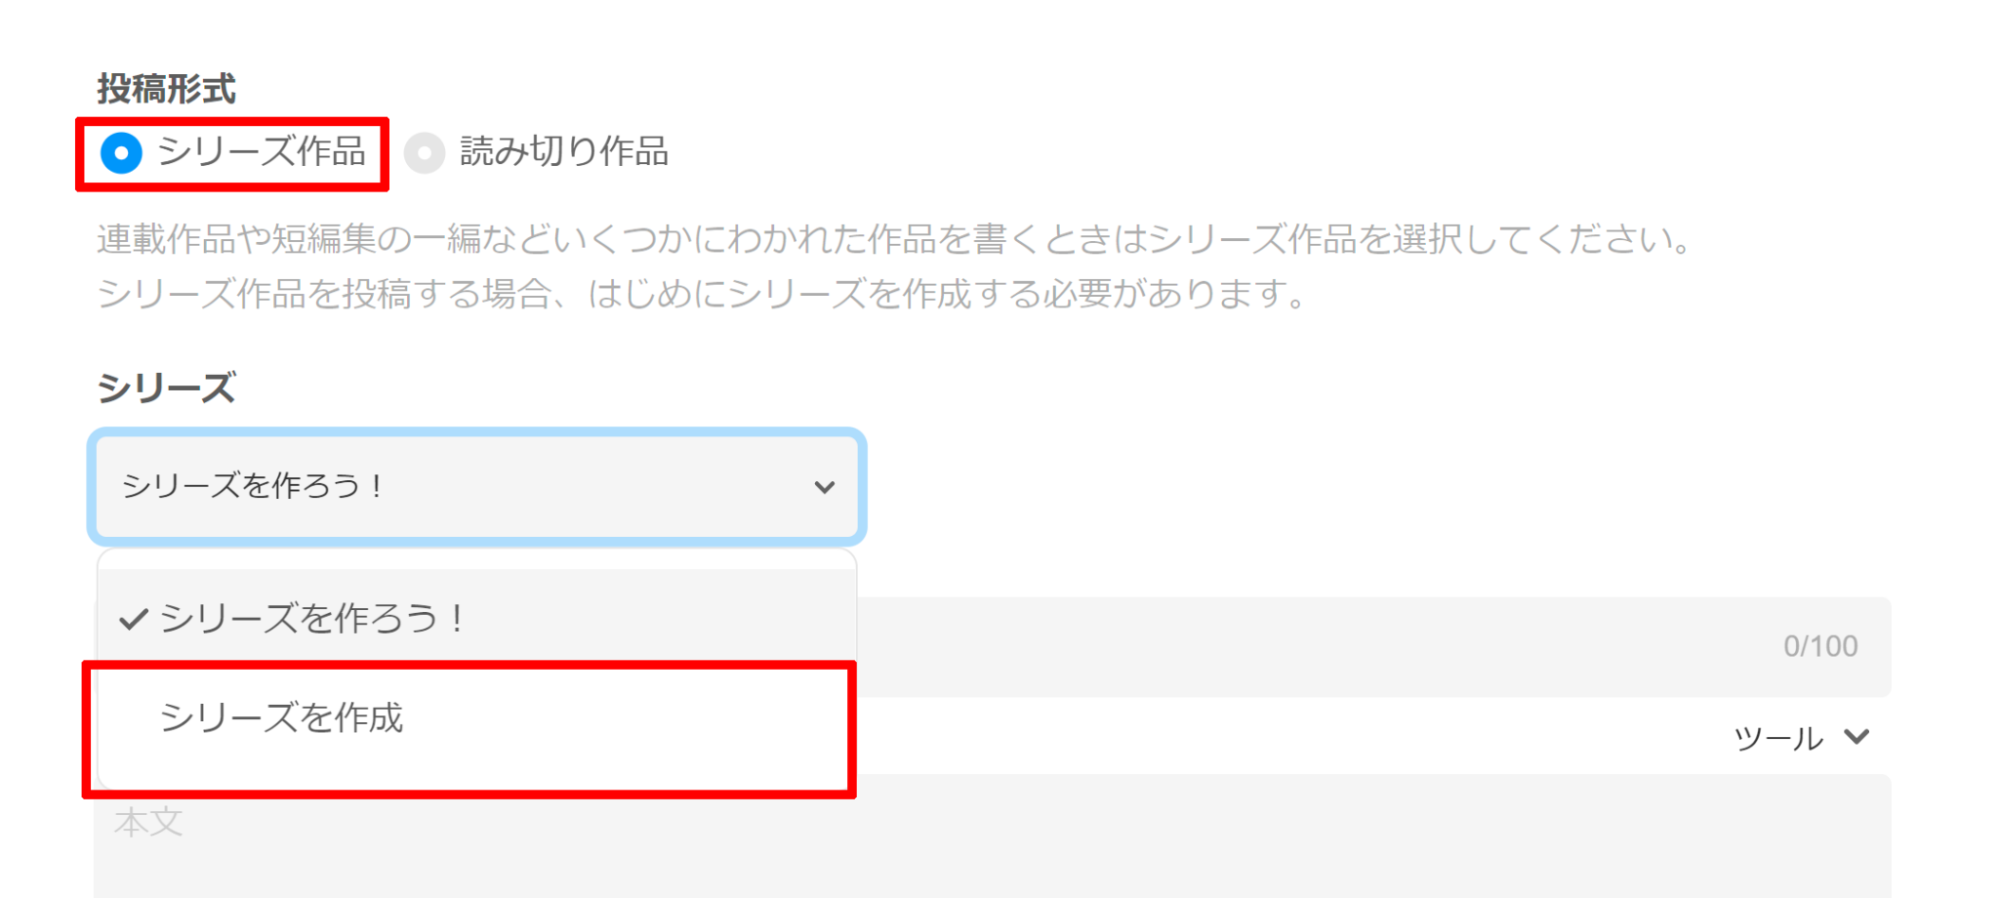 投稿形式
シリーズ作品 読み切り作品
連載作品や短編集の一編などいくつかにわかれた作品を書くときはシリーズ作品を選択してください。
シリーズ作品を投稿する場合、はじめにシリーズを作成する必要があります。
シリーズ
シリーズを作ろう！
シリーズを作ろう！
0/100
シリーズを作成
ツール
本文